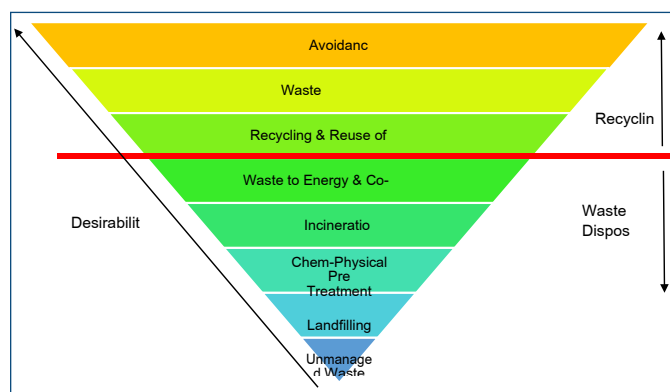 Avoidanc
Waste
Recycling & Reuse of
Recyclin
Waste to Energy & Co-
Desirabilit
Waste
Dispos
Incineratio
Chem-Physical
Pre
Treatment
Landfilling
Unmanage
d Waste